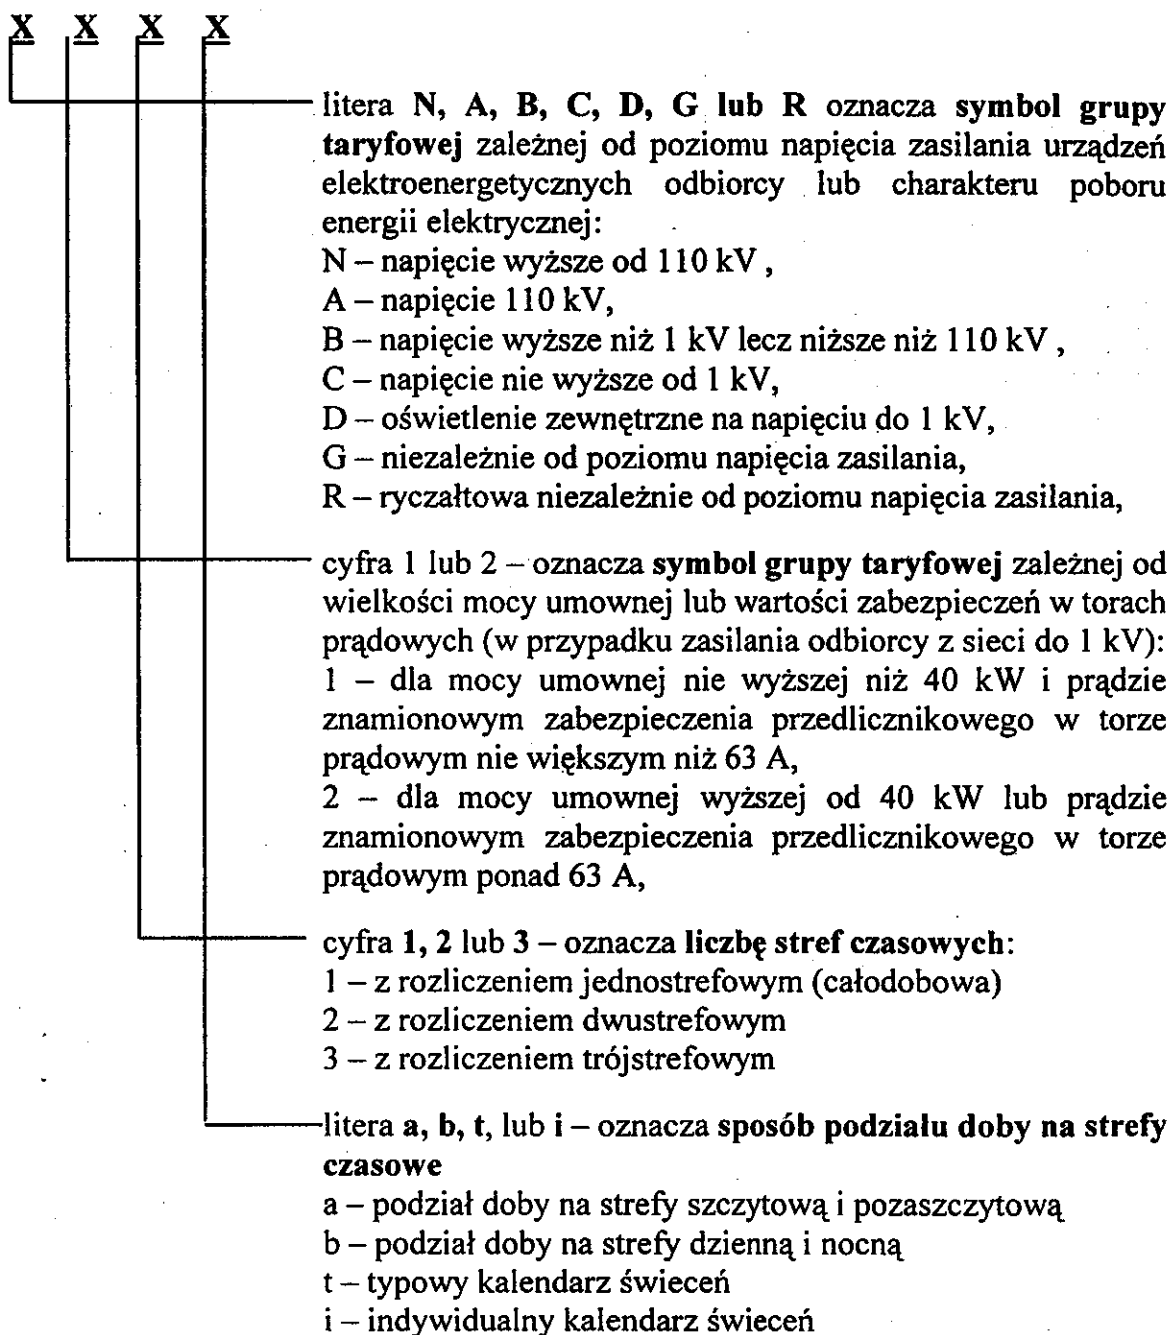 X X X X
litera N, A, B, C, D, G lub R oznacza symbol grupy
taryfowej zależnej od poziomu napięcia zasilania urządzeń
elektroenergetycznych odbiorcy lub charakteru poboru
energii elektrycznej:
N – napięcie wyższe od 110 kV ,
A – napięcie 110 kV,
B – napięcie wyższe niż 1 kV lecz niższe niż 110 kV ,
C – napięcie nie wyższe od 1 kV,
D – oświetlenie zewnętrzne na napięciu do 1 kV,
G – niezależnie od poziomu napięcia zasilania,
R – ryczałtowa niezależnie od poziomu napięcia zasilania,
cyfra 1 lub 2 – oznacza symbol grupy taryfowej zależnej od
wielkości mocy umownej lub wartości zabezpieczeń w torach
prądowych (w przypadku zasilania odbiorcy z sieci do 1 kV):
1 – dla mocy umownej nie wyższej niż 40 kW i prądzie
znamionowym zabezpieczenia przedlicznikowego w torze
prądowym nie większym niż 63 A,
2 – dla mocy umownej wyższej od 40 kW lub prądzie
znamionowym zabezpieczenia przedlicznikowego w torze
prądowym ponad 63 A,
cyfra 1, 2 lub 3 – oznacza liczbę stref czasowych:
1 – z rozliczeniem jednostrefowym (całodobowa)
2 – z rozliczeniem dwustrefowym
3 – z rozliczeniem trójstrefowym
litera a, b, t, lub i – oznacza sposób podziału doby na strefy
czasowe
a – podział doby na strefy szczytową i pozaszczytową
b – podział doby na strefy dzienną i nocną
t – typowy kalendarz świeceń
i – indywidualny kalendarz świeceń